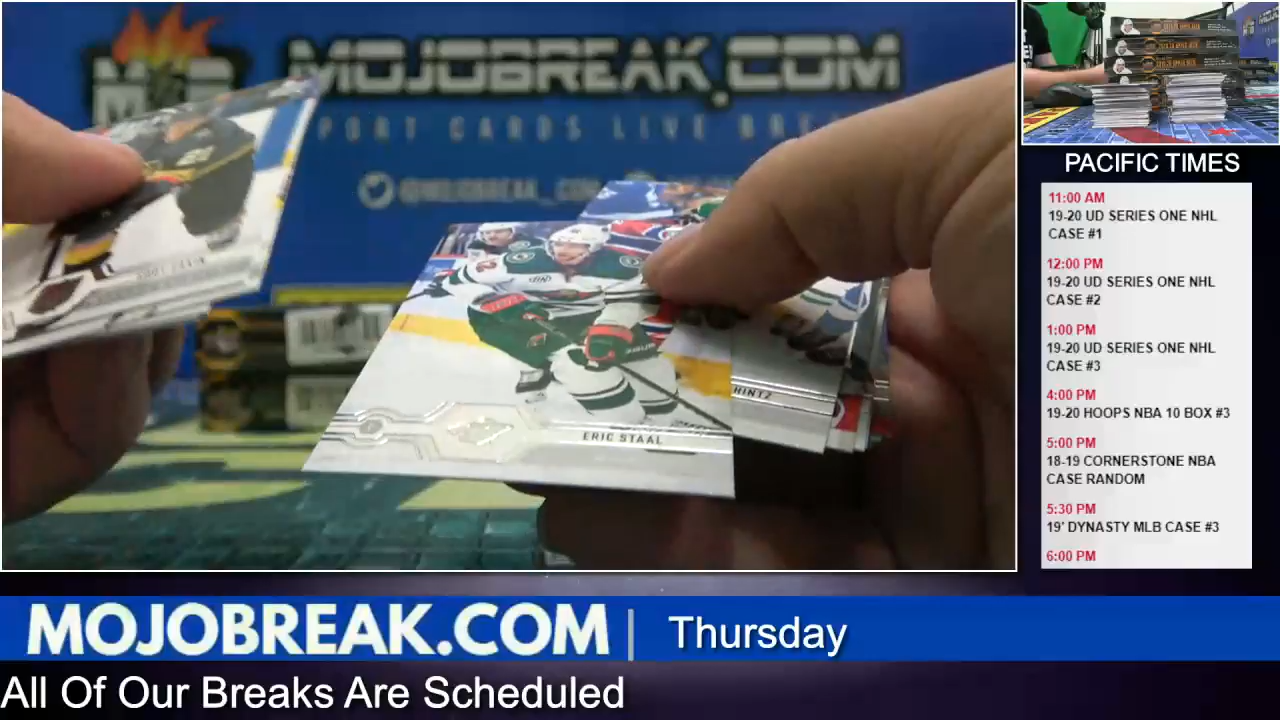 MOJOBREAK.COM
@MOJOBREAK_COM
ERIC STAAL
HINTZ
PACIFIC TIMES
11:00 AM
19-20 UD SERIES ONE NHL
CASE #1
12:00 PM
19-20 UD SERIES ONE NHL
CASE #2
1:00 PM
19-20 UD SERIES ONE NHL
CASE #3
4:00 PM
19-20 HOOPS NBA 10 BOX #3
5:00 PM
18-19 CORNERSTONE NBA
CASE RANDOM
5:30 PM
19' DYNASTY MLB CASE #3
6:00 PM
MOJOBREAK.COM | Thursday
All Of Our Breaks Are Scheduled